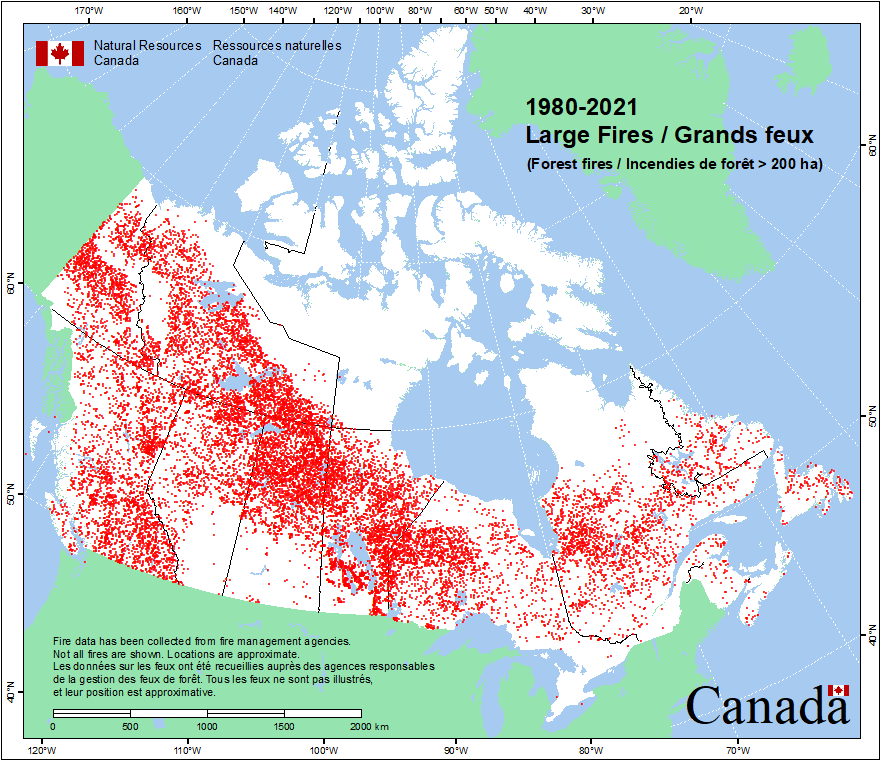 170°W 160°W 150°W 140°W 130°W 120°W 110°W 100°W 90°W 80°W 70°W 60°W 50°W 40°W 30°W 20°W
Natural Resources Ressources naturelles
Canada Canada
1980-2021
Large Fires / Grands feux
(Forest fires / Incendies de forêt > 200 ha)
60°N
60°N
50°N
50°N
40°N
40°N
Fire data has been collected from fire management agencies.
Not all fires are shown. Locations are approximate.
Les données sur les feux ont été recueillies auprès des agences responsables
de la gestion des feux de forêt. Tous les feux ne sont pas illustrés,
et leur position est approximative.
0 500 1000 1500 2000 km
Canada
120°W 110°W 100°W 90°W 80°W 70°W